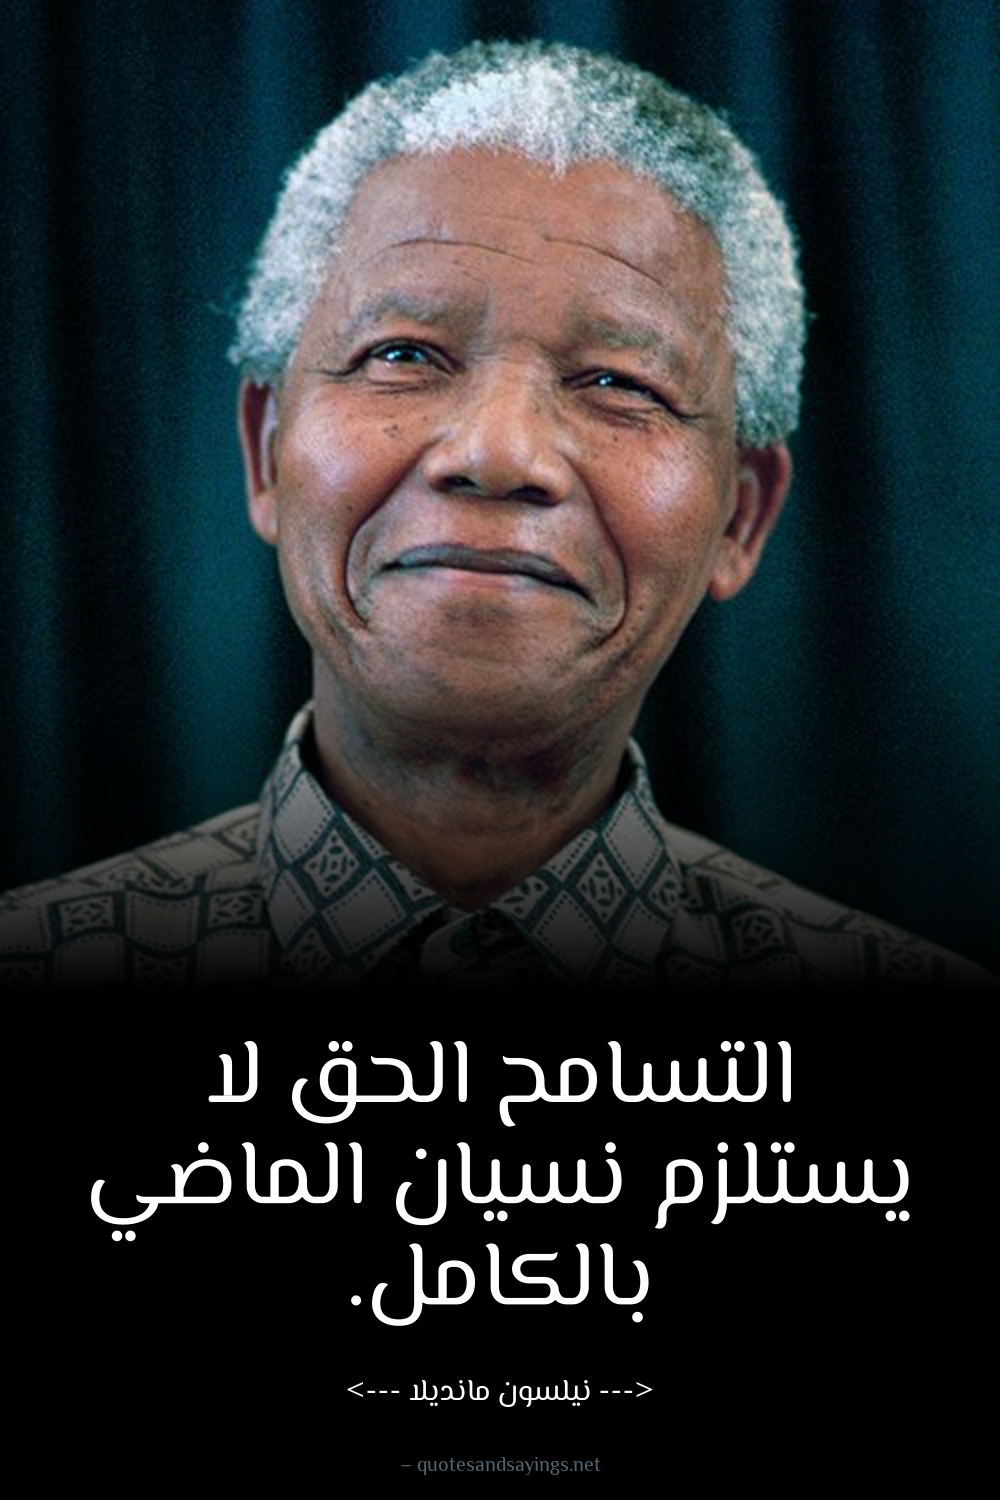 التسامح الحق لا
يستلزم نسيان الماضي
بالكامل.
<--- نيلسون مانديلا --->
– quotesandsayings.net